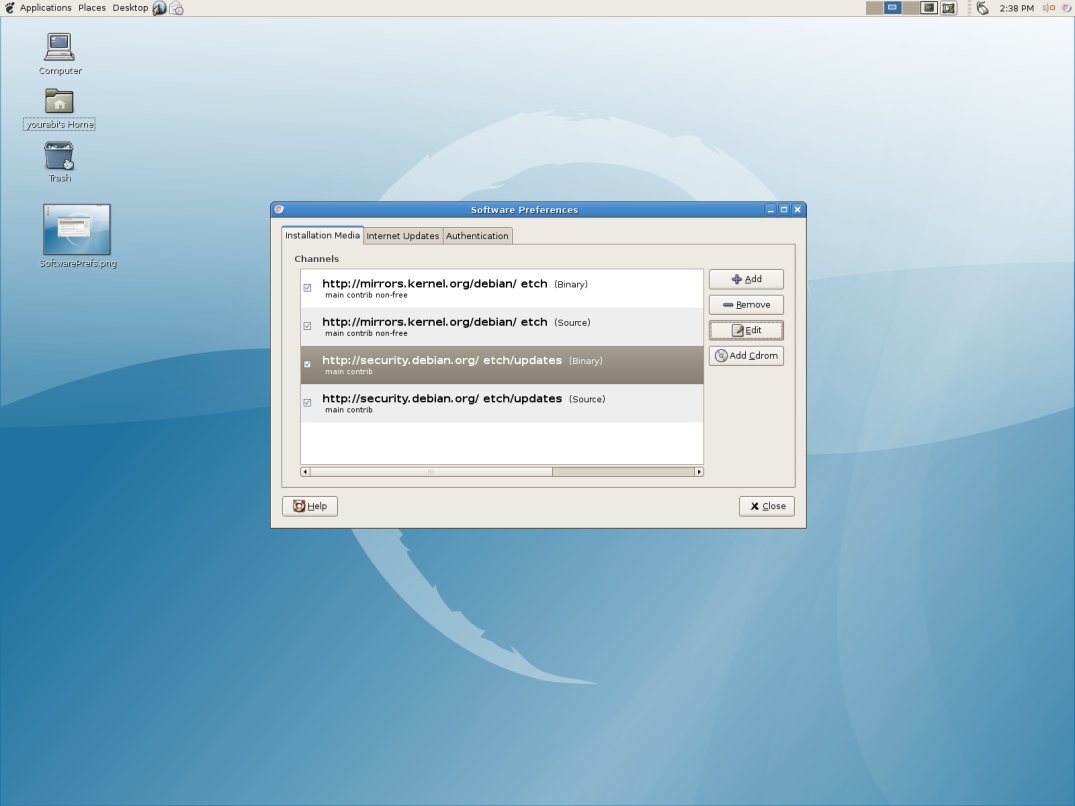 Applications Places Desktop 2:38 PM
Computer
yourabi's Home
Trash
SoftwarePrefs.png
Software Preferences
Installation Media Internet Updates Authentication
Channels
http://mirrors.kernel.org/debian/ etch (Binary)
main contrib non-free
http://mirrors.kernel.org/debian/ etch (Source)
main contrib non-free
http://security.debian.org/ etch/updates (Binary)
main contrib
http://security.debian.org/ etch/updates (Source)
main contrib
Add
Remove
Edit
Add Cdrom
Help
Close